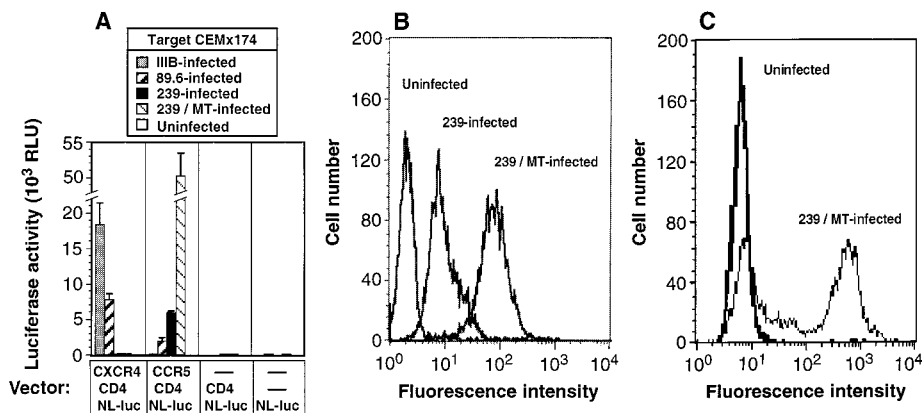 A
Target CEMx174
IIIB-infected
89.6-infected
239-infected
239 / MT-infected
Uninfected
Luciferase activity (10³ RLU)
55
50
20
15
10
5
0
Vector:
CXCR4
CD4
NL-luc
CCR5
CD4
NL-luc
—
CD4
NL-luc
—
—
NL-luc
B
Cell number
200
160
120
80
40
0
Uninfected
239-infected
239 / MT-infected
10⁰
10¹
10²
10³
10⁴
Fluorescence intensity
C
Cell number
200
160
120
80
40
0
Uninfected
239 / MT-infected
10⁰
10¹
10²
10³
10⁴
Fluorescence intensity